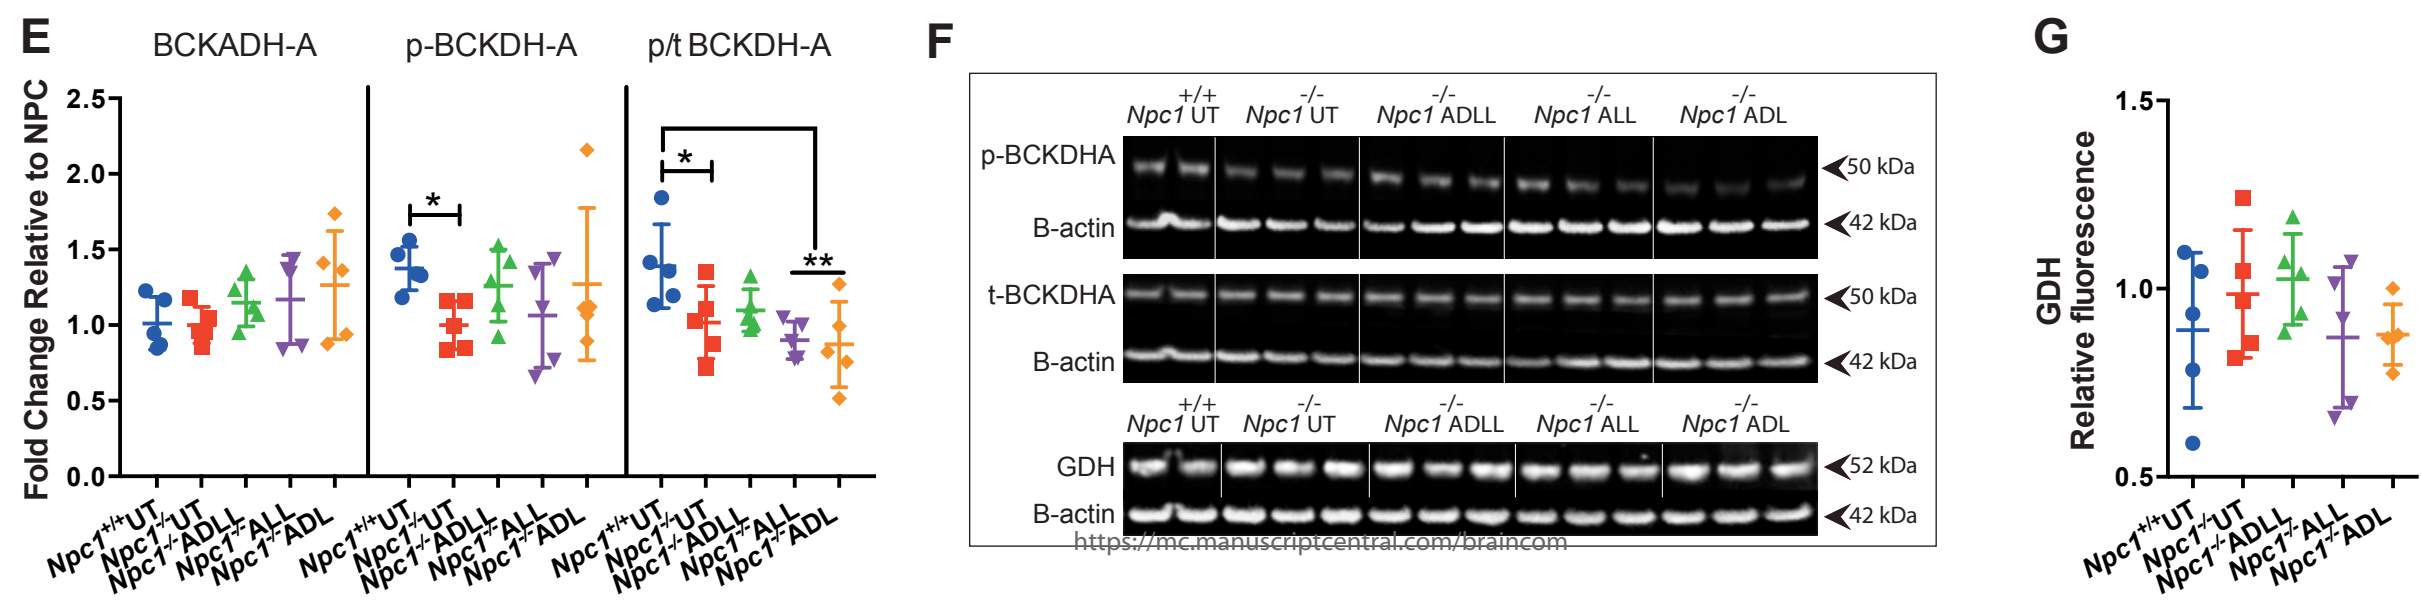 E
BCKADH-A
p-BCKDH-A
p/t BCKDH-A
Fold Change Relative to NPC
2.5
2.0
1.5
1.0
0.5
0.0
*
*
**
Npc1+/+UT
Npc1-/-UT
Npc1-/-ADLL
Npc1-/-ALL
Npc1-/-ADL
Npc1+/+UT
Npc1-/-UT
Npc1-/-ADLL
Npc1-/-ALL
Npc1-/-ADL
Npc1+/+UT
Npc1-/-UT
Npc1-/-ADLL
Npc1-/-ALL
Npc1-/-ADL
F
Npc1+/+ UT Npc1-/- UT Npc1-/- ADLL Npc1-/- ALL Npc1-/- ADL
p-BCKDHA 50 kDa
B-actin 42 kDa
t-BCKDHA 50 kDa
B-actin 42 kDa
Npc1+/+ UT Npc1-/- UT Npc1-/- ADLL Npc1-/- ALL Npc1-/- ADL
GDH 52 kDa
B-actin 42 kDa
https://mc.manuscriptcentral.com/braincom
G
GDH
Relative fluorescence
1.5
1.0
0.5
Npc1+/+UT
Npc1-/-UT
Npc1-/-ADLL
Npc1-/-ALL
Npc1-/-ADL